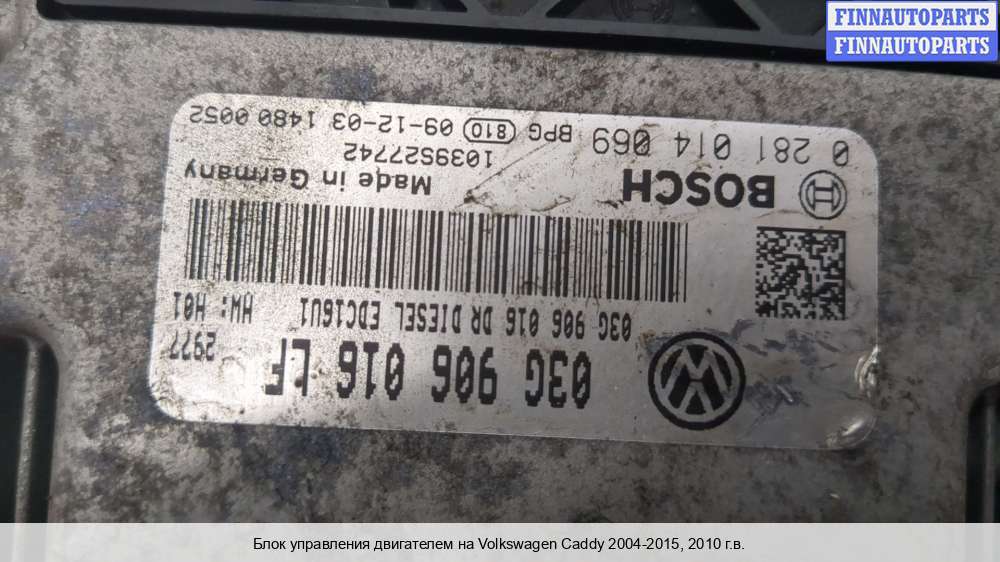 FINNAUTOPARTS
FINNAUTOPARTS
03G 906 016 LF 2977
03G 906 016 DR DIESEL EDC16U1 HW: H01
BOSCH Made in Germany
1039S27742
0 281 014 069 BPG 810 09-12-03 1480 0052
Блок управления двигателем на Volkswagen Caddy 2004-2015, 2010 г.в.